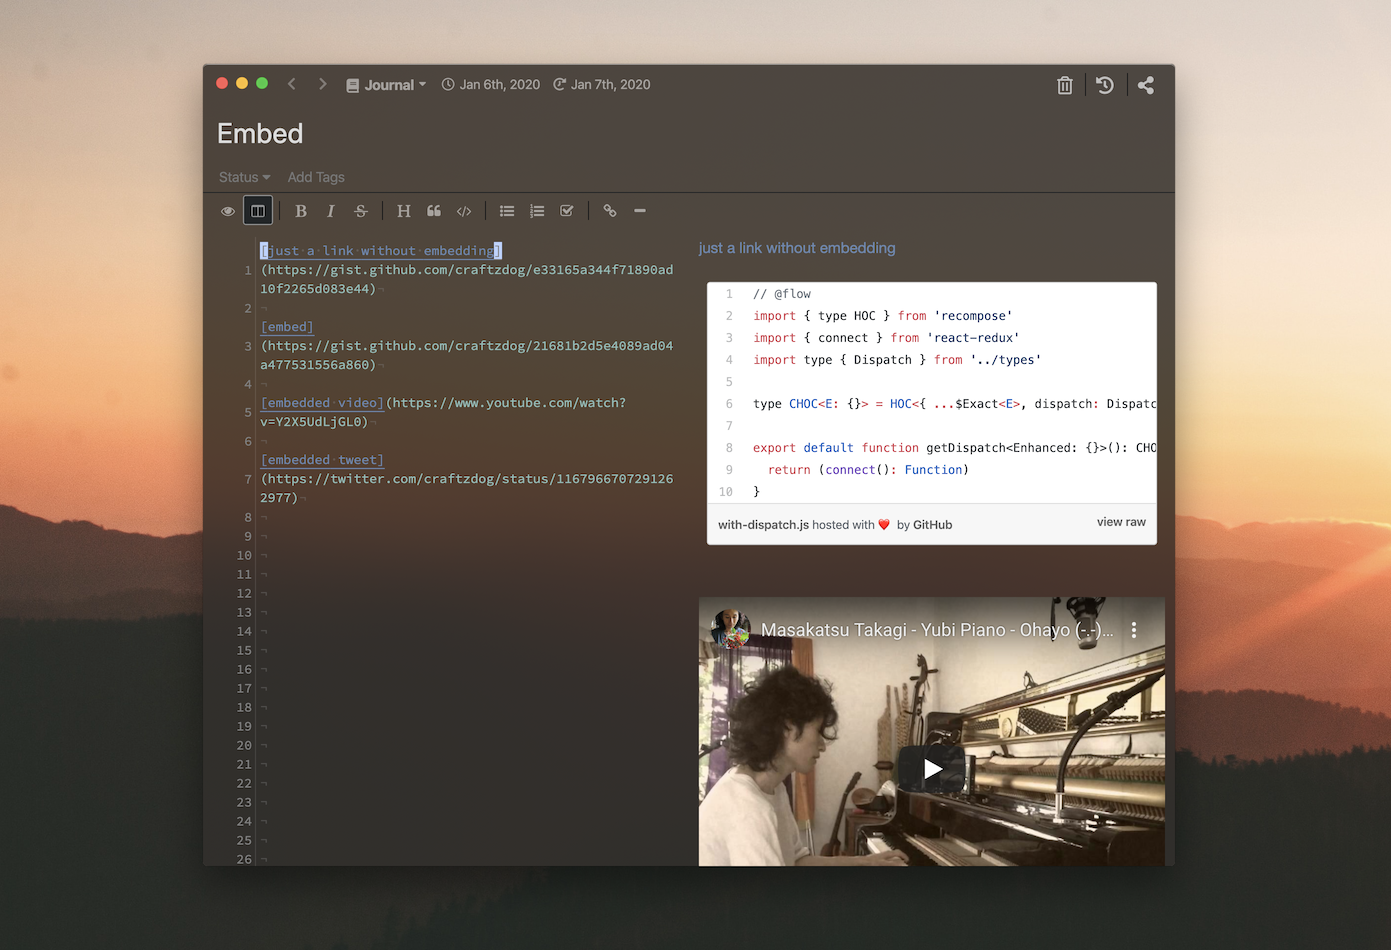 Journal Jan 6th, 2020 Jan 7th, 2020
Embed
Status Add Tags
B I S H </>
[just a link without embedding]
1 (https://gist.github.com/craftzdog/e33165a344f71890ad
10f2265d083e44)
2
[embed]
3 (https://gist.github.com/craftzdog/21681b2d5e4089ad04
a477531556a860)
4
[embedded video](https://www.youtube.com/watch?
5 v=Y2X5UdLjGL0)
6
[embedded tweet]
7 (https://twitter.com/craftzdog/status/116796670729126
2977)
8
9
10
11
12
13
14
15
16
17
18
19
20
21
22
23
24
25
26
just a link without embedding
1 // @flow
2 import { type HOC } from 'recompose'
3 import { connect } from 'react-redux'
4 import type { Dispatch } from '../types'
5
6 type CHOC<E: {}> = HOC<{ ...$Exact<E>, dispatch: Dispatc
7
8 export default function getDispatch<Enhanced: {}>(): CHO
9 return (connect(): Function)
10 }
with-dispatch.js hosted with ❤ by GitHub view raw
Masakatsu Takagi - Yubi Piano - Ohayo (-.-)...